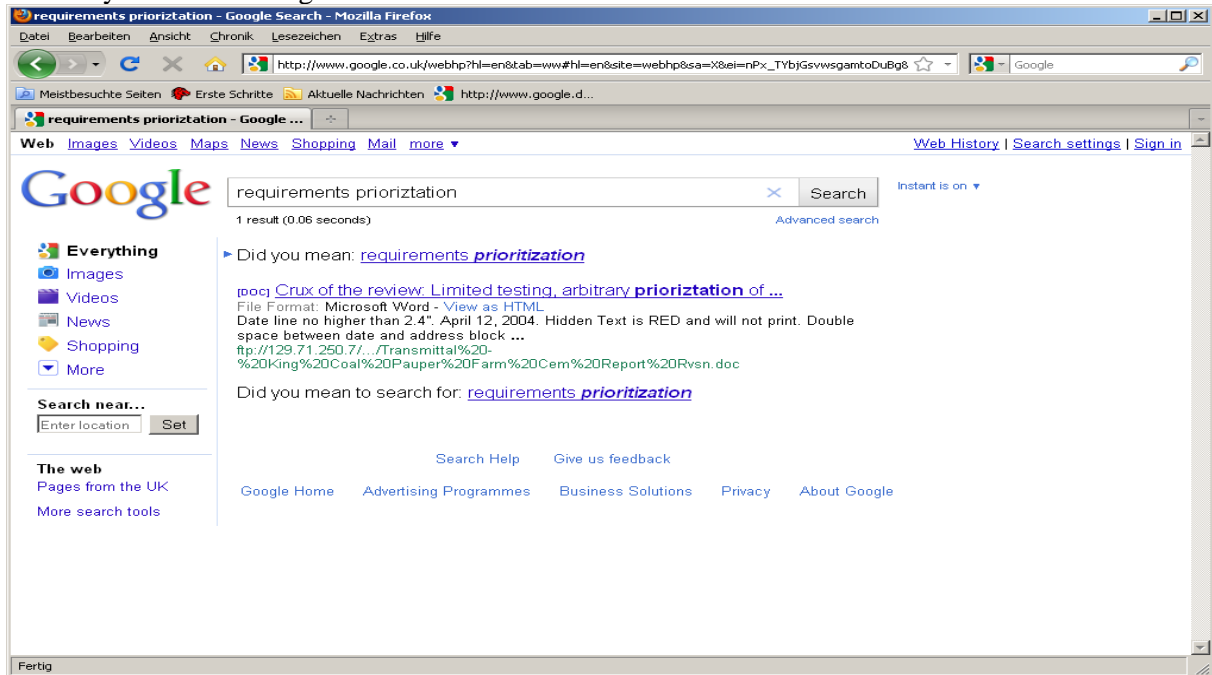 requirements prioriztation - Google Search - Mozilla Firefox
Datei Bearbeiten Ansicht Chronik Lesezeichen Extras Hilfe
http://www.google.co.uk/webhp?hl=en&tab=ww#hl=en&site=webhp&sa=X&ei=nPx_TYbjGsvwsgamtoDuBg& Google
Meistbesuchte Seiten Erste Schritte Aktuelle Nachrichten http://www.google.d...
requirements prioriztation - Google ...
Web Images Videos Maps News Shopping Mail more Web History | Search settings | Sign in
Google requirements prioriztation Search Instant is on
1 result (0.06 seconds) Advanced search
Everything
Images
Videos
News
Shopping
More
Search near...
Enter location Set
The web
Pages from the UK
More search tools
Did you mean: requirements prioritization
[DOC] Crux of the review: Limited testing, arbitrary prioriztation of ...
File Format: Microsoft Word - View as HTML
Date line no higher than 2.4". April 12, 2004. Hidden Text is RED and will not print. Double
space between date and address block ...
ftp://129.71.250.7/.../Transmittal%20-
%20King%20Coal%20Pauper%20Farm%20Cem%20Report%20Rvsn.doc
Did you mean to search for: requirements prioritization
Search Help Give us feedback
Google Home Advertising Programmes Business Solutions Privacy About Google
Fertig